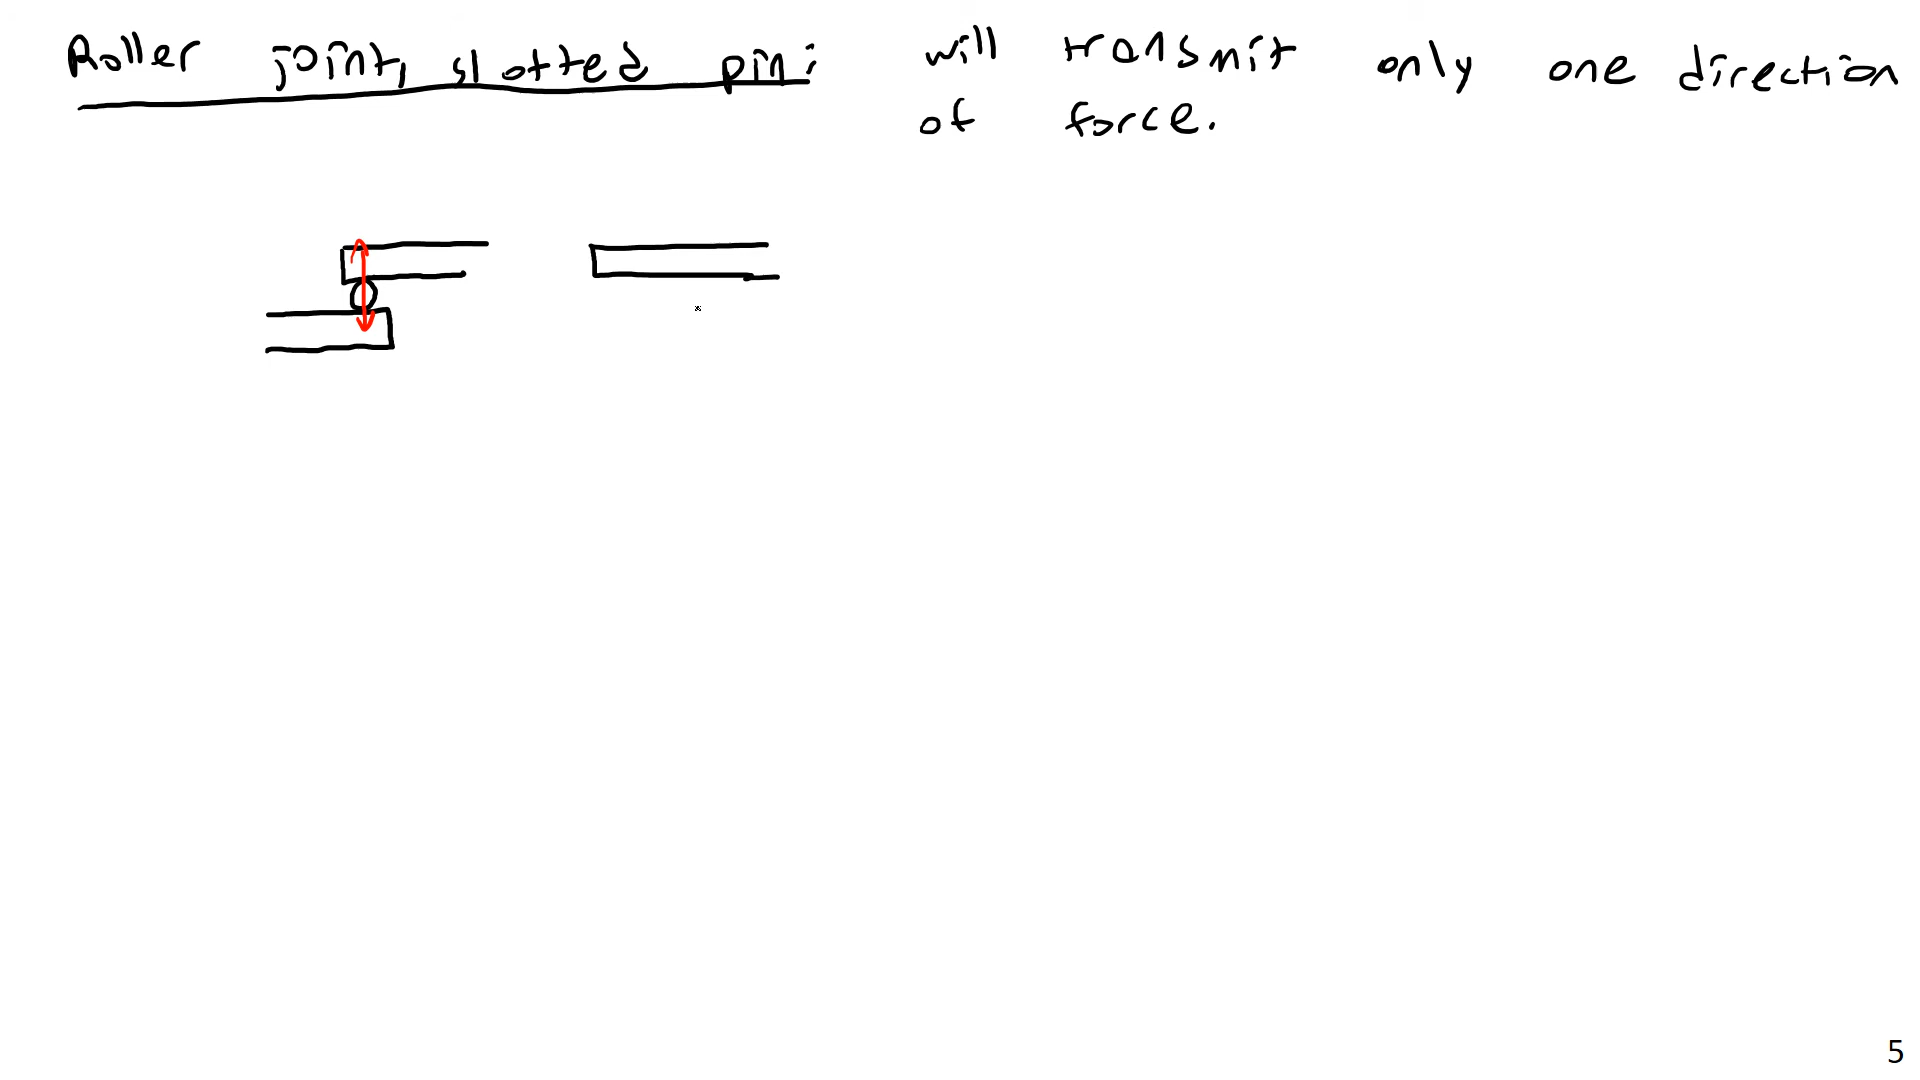 Roller joint, slotted pin: will transmit only one direction
of force.
5